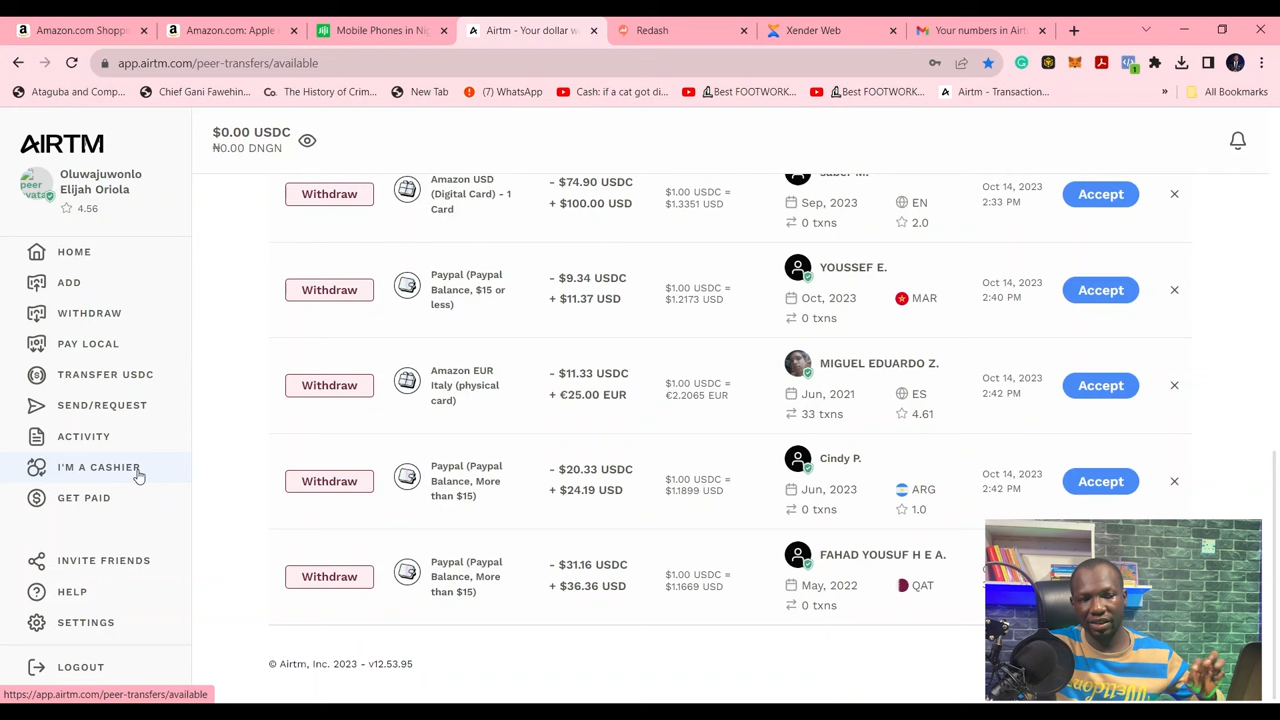 Amazon.com Shoppi
Amazon.com: Apple
Mobile Phones in Ni
Airtm - Your dollar w
Redash
Xender Web
Your numbers in Airt
app.airtm.com/peer-transfers/available
Ataguba and Comp...
Chief Gani Fawehin...
Co. The History of Crim...
New Tab
(7) WhatsApp
Cash: if a cat got di...
Best FOOTWORK...
Best FOOTWORK...
Airtm - Transaction...
»
All Bookmarks
AIRTM
Oluwajuwonlo
Elijah Oriola
4.56
HOME
ADD
WITHDRAW
PAY LOCAL
TRANSFER USDC
SEND/REQUEST
ACTIVITY
I'M A CASHIER
GET PAID
INVITE FRIENDS
HELP
SETTINGS
LOGOUT
https://app.airtm.com/peer-transfers/available
$0.00 USDC
₦0.00 DNGN
Withdraw
Amazon USD
(Digital Card) - 1
Card
- $74.90 USDC
+ $100.00 USD
$1.00 USDC =
$1.3351 USD
Sep, 2023
EN
0 txns
2.0
Oct 14, 2023
2:33 PM
Accept
Withdraw
Paypal (Paypal
Balance, $15 or
less)
- $9.34 USDC
+ $11.37 USD
$1.00 USDC =
$1.2173 USD
YOUSSEF E.
Oct, 2023
MAR
0 txns
Oct 14, 2023
2:40 PM
Accept
Withdraw
Amazon EUR
Italy (physical
card)
- $11.33 USDC
+ €25.00 EUR
$1.00 USDC =
€2.2065 EUR
MIGUEL EDUARDO Z.
Jun, 2021
ES
33 txns
4.61
Oct 14, 2023
2:42 PM
Accept
Withdraw
Paypal (Paypal
Balance, More
than $15)
- $20.33 USDC
+ $24.19 USD
$1.00 USDC =
$1.1899 USD
Cindy P.
Jun, 2023
ARG
0 txns
1.0
Oct 14, 2023
2:42 PM
Accept
Withdraw
Paypal (Paypal
Balance, More
than $15)
- $31.16 USDC
+ $36.36 USD
$1.00 USDC =
$1.1669 USD
FAHAD YOUSUF H E A.
May, 2022
QAT
0 txns
© Airtm, Inc. 2023 - v12.53.95